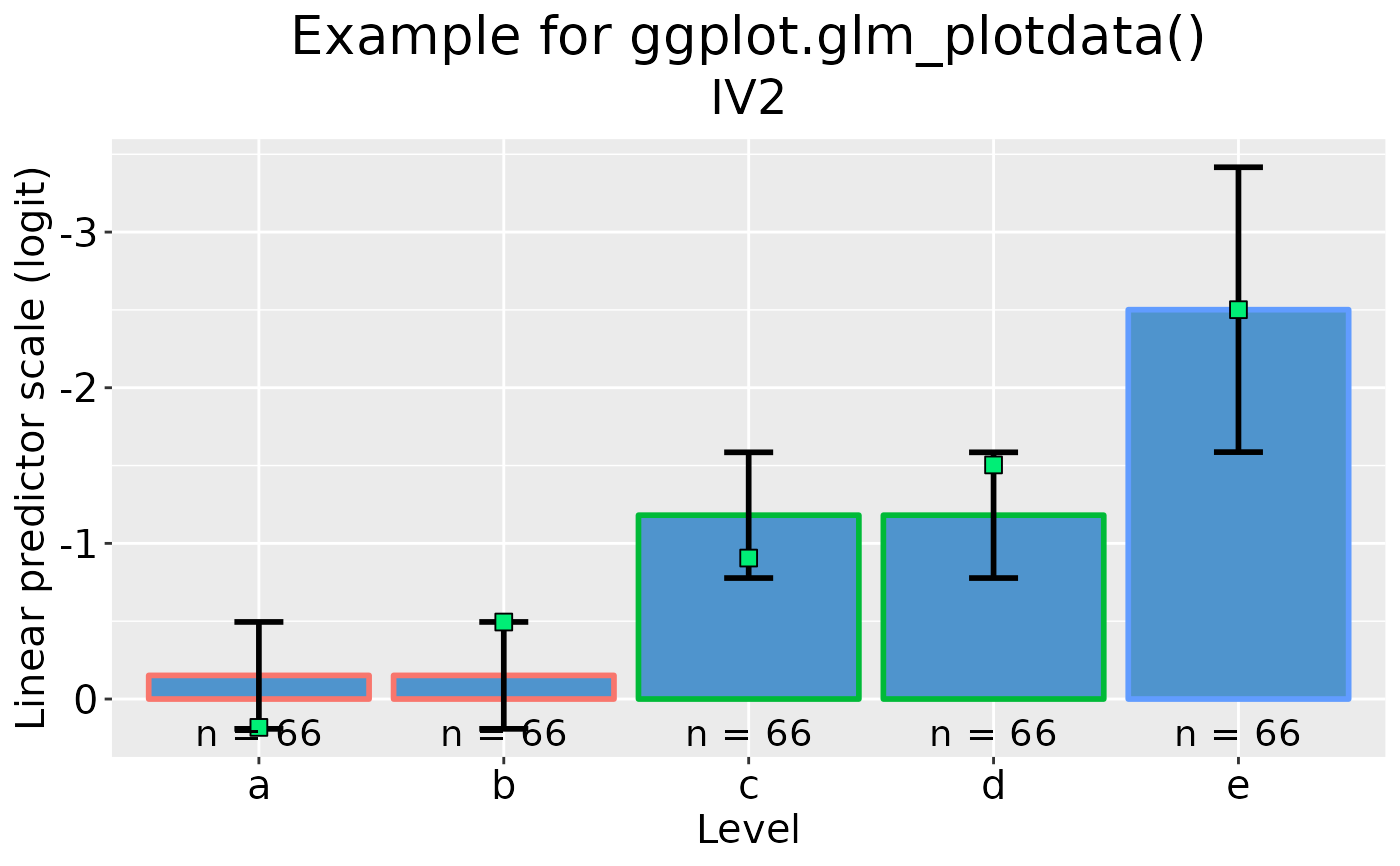 Example for ggplot.glm_plotdata()
IV2
Linear predictor scale (logit)
-3
-2
-1
0
n = 66 n = 66 n = 66 n = 66 n = 66
a b c d e
Level